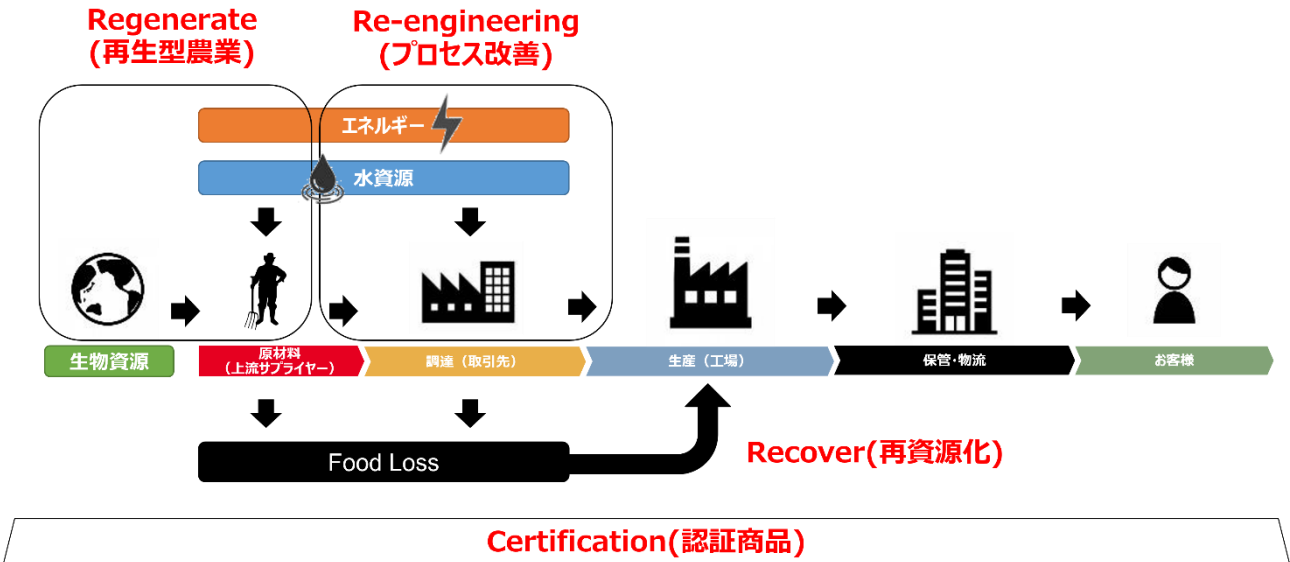 Regenerate
(再生型農業)
Re-engineering
(プロセス改善)
エネルギー
水資源
生物資源
原材料
(上流サプライヤー)
調達（取引先）
生産（工場）
保管・物流
お客様
Food Loss
Recover(再資源化)
Certification(認証商品)